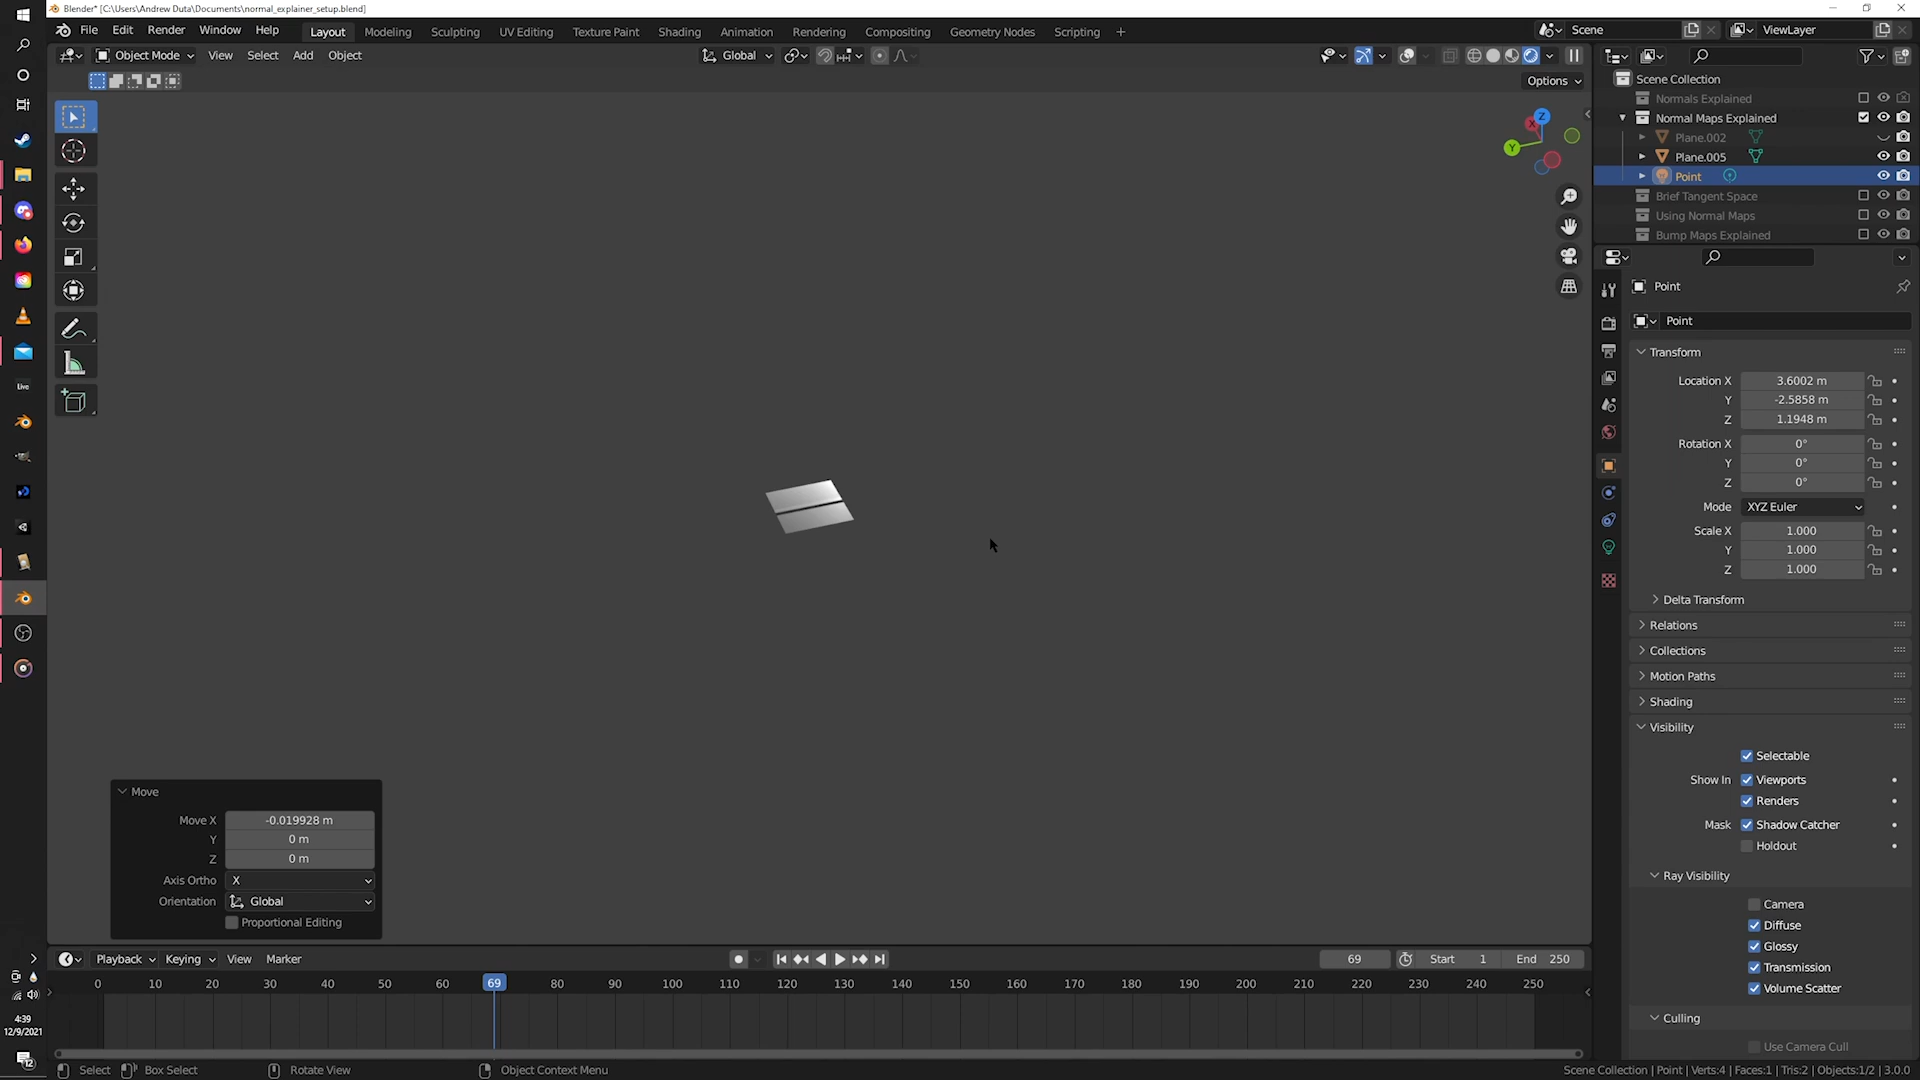 Blender* [C:\Users\Andrew Duta\Documents\normal_explainer_setup.blend]
File Edit Render Window Help Layout Modeling Sculpting UV Editing Texture Paint Shading Animation Rendering Compositing Geometry Nodes Scripting + Scene ViewLayer
Object Mode View Select Add Object Global
Options
Scene Collection
Normals Explained
Normal Maps Explained
Plane.002
Plane.005
Point
Brief Tangent Space
Using Normal Maps
Bump Maps Explained
X
Y
Z
Point
Point
Transform
Location X 3.6002 m
Y -2.5858 m
Z 1.1948 m
Rotation X 0°
Y 0°
Z 0°
Mode XYZ Euler
Scale X 1.000
Y 1.000
Z 1.000
Delta Transform
Relations
Collections
Motion Paths
Shading
Visibility
Selectable
Show In Viewports
Renders
Mask Shadow Catcher
Holdout
Ray Visibility
Camera
Diffuse
Glossy
Transmission
Volume Scatter
Culling
Use Camera Cull
Live
Move
Move X -0.019928 m
Y 0 m
Z 0 m
Axis Ortho X
Orientation Global
Proportional Editing
Playback Keying View Marker 69 Start 1 End 250
0 10 20 30 40 50 60 69 80 90 100 110 120 130 140 150 160 170 180 190 200 210 220 230 240 250
4:39
12/9/2021
12
Select Box Select Rotate View Object Context Menu
Scene Collection | Point | Verts:4 | Faces:1 | Tris:2 | Objects:1/2 | 3.0.0